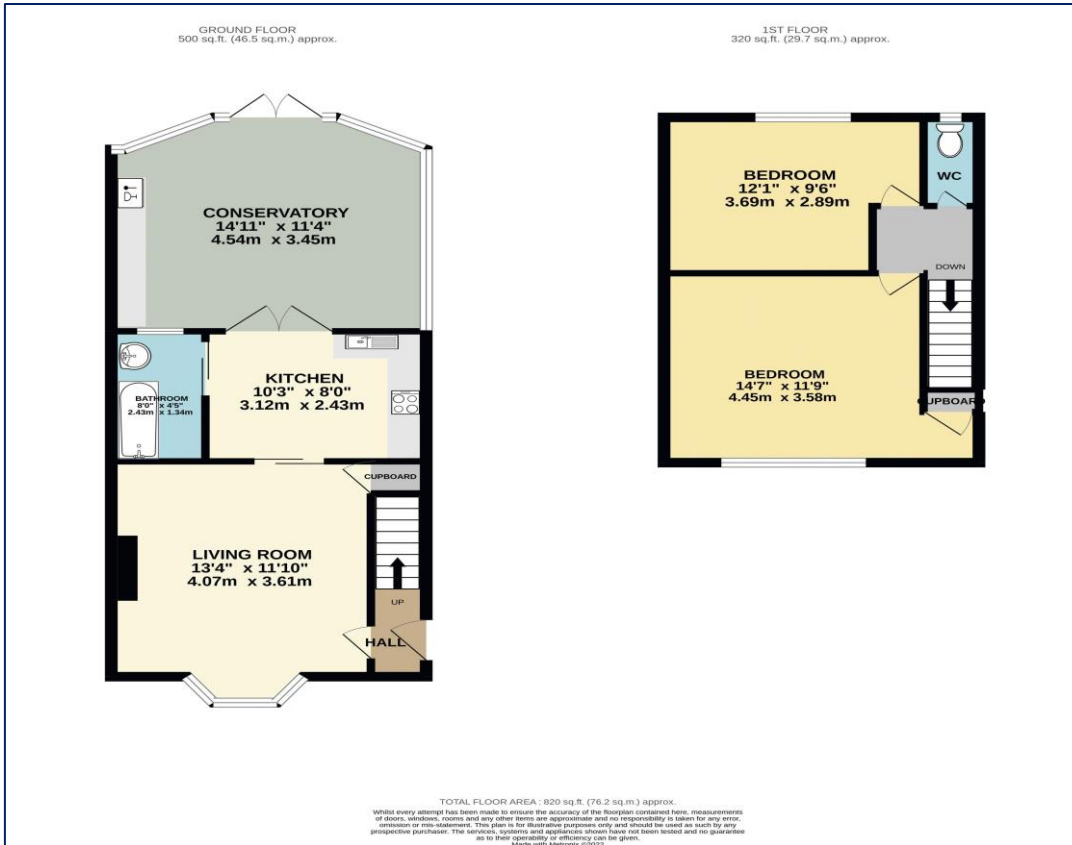 GROUND FLOOR
500 sq.ft. (46.5 sq.m.) approx.
CONSERVATORY
14'11" x 11'4"
4.54m x 3.45m
KITCHEN
10'3" x 8'0"
3.12m x 2.43m
BATHROOM
8'0" x 4'5"
2.43m x 1.34m
CUPBOARD
LIVING ROOM
13'4" x 11'10"
4.07m x 3.61m
UP
HALL
1ST FLOOR
320 sq.ft. (29.7 sq.m.) approx.
BEDROOM
12'1" x 9'6"
3.69m x 2.89m
WC
DOWN
BEDROOM
14'7" x 11'9"
4.45m x 3.58m
CUPBOARD
TOTAL FLOOR AREA : 820 sq.ft. (76.2 sq.m.) approx.
Whilst every attempt has been made to ensure the accuracy of the floorplan contained here, measurements
of doors, windows, rooms and any other items are approximate and no responsibility is taken for any error,
omission or mis-statement. This plan is for illustrative purposes only and should be used as such by any
prospective purchaser. The services, systems and appliances shown have not been tested and no guarantee
as to their operability or efficiency can be given.
Made with Metropix ©2022